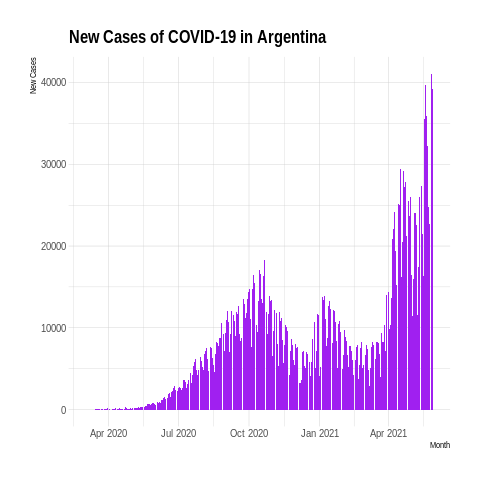 New Cases of COVID-19 in Argentina
New Cases
40000
30000
20000
10000
0
Apr 2020 Jul 2020 Oct 2020 Jan 2021 Apr 2021
Month